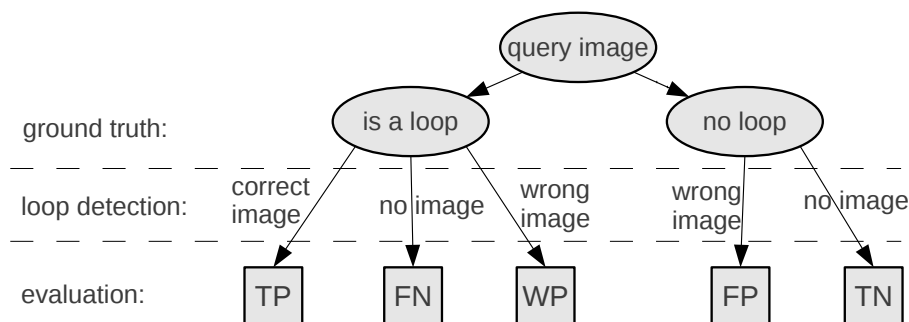 query image
ground truth:
is a loop
no loop
loop detection:
correct
image
no image
wrong
image
wrong
image
no image
evaluation:
TP
FN
WP
FP
TN